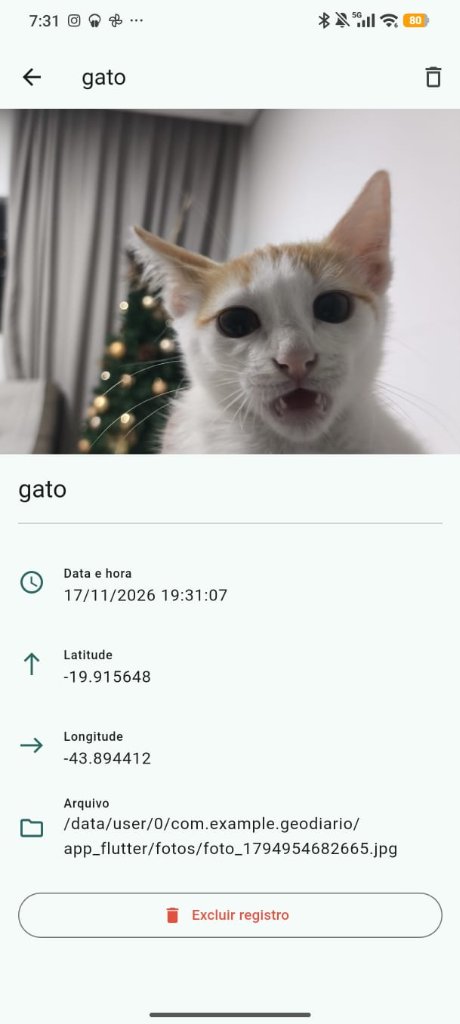 7:31
5G
80
gato
gato
Data e hora
17/11/2026 19:31:07
Latitude
-19.915648
Longitude
-43.894412
Arquivo
/data/user/0/com.example.geodiario/
app_flutter/fotos/foto_1794954682665.jpg
Excluir registro